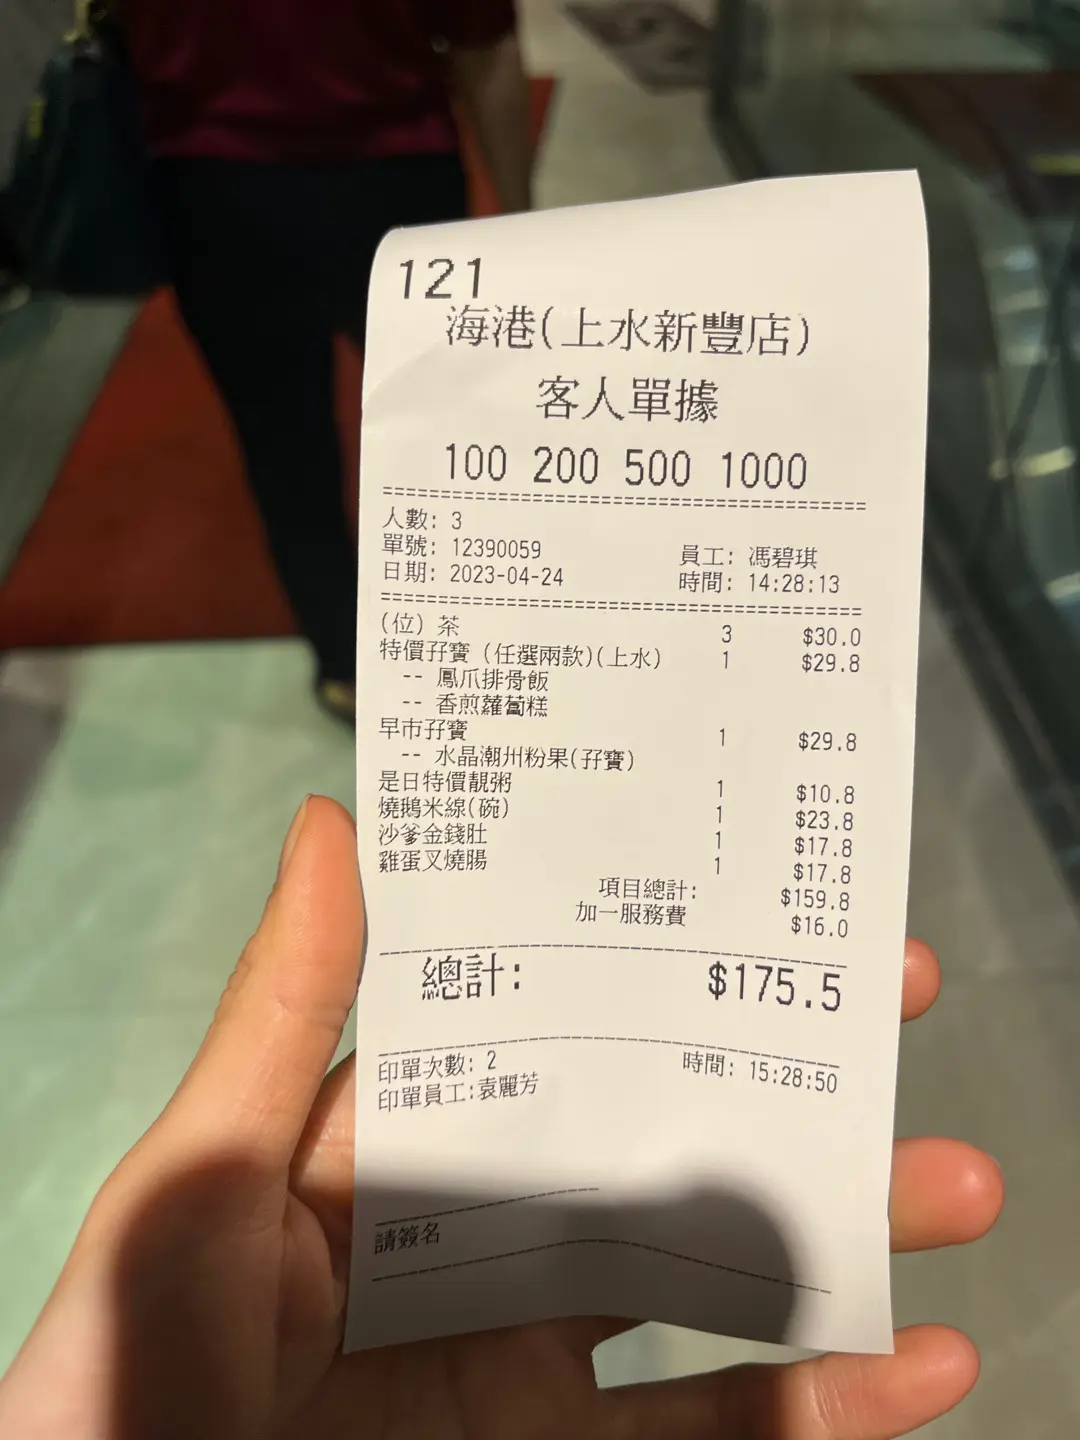 121
海港(上水新豐店)
客人單據
100 200 500 1000
人數: 3
單號: 12390059 員工: 馮碧琪
日期: 2023-04-24 時間: 14:28:13
(位) 茶 3 $30.0
特價孖寶 (任選兩款)(上水) 1 $29.8
-- 鳳爪排骨飯
-- 香煎蘿蔔糕
早市孖寶 1 $29.8
-- 水晶潮州粉果(孖寶)
是日特價靚粥 1 $10.8
燒鵝米線(碗) 1 $23.8
沙爹金錢肚 1 $17.8
雞蛋叉燒腸 1 $17.8
項目總計: $159.8
加一服務費 $16.0
總計: $175.5
印單次數: 2 時間: 15:28:50
印單員工:袁麗芳
請簽名